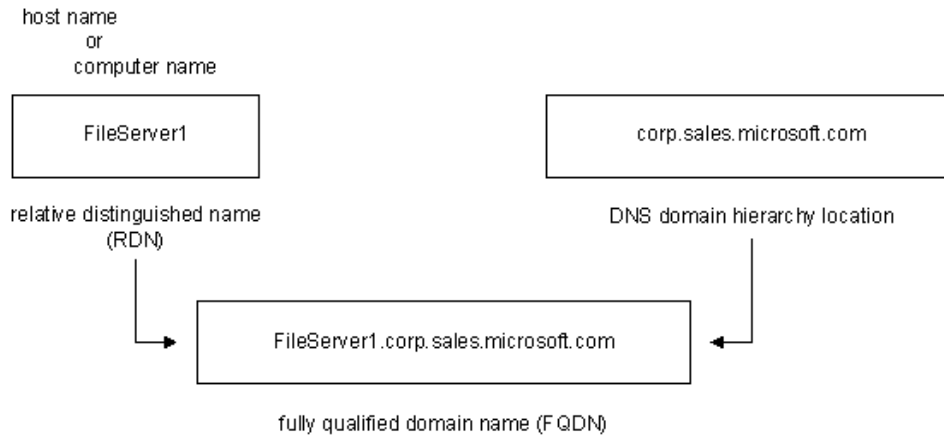 host name
or
computer name
FileServer1
corp.sales.microsoft.com
relative distinguished name
(RDN)
DNS domain hierarchy location
FileServer1.corp.sales.microsoft.com
fully qualified domain name (FQDN)